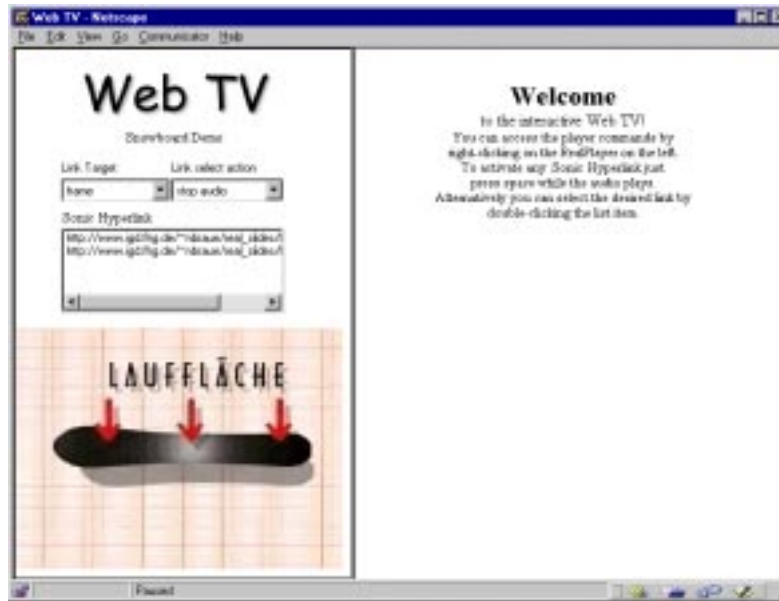 Web TV - Netscape
File Edit View Go Communicator Help
Web TV
Snowboard Demo
Link Target
Link select action
frame
stop audio
Sonic Hyperlink
Welcome
to the interactive Web TV!
You can access the player commands by
right-clicking on the RealPlayer on the left.
To activate any Sonic Hyperlink just
press space while the audio plays.
Alternatively you can select the desired link by
double-clicking the list item.
LAUFFLÄCHE
Paused